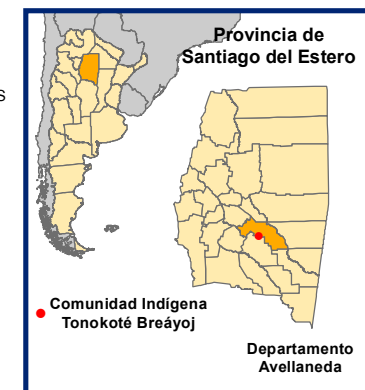 Provincia de
Santiago del Estero
s
Comunidad Indígena
Tonokoté Breáyoj
Departamento
Avellaneda